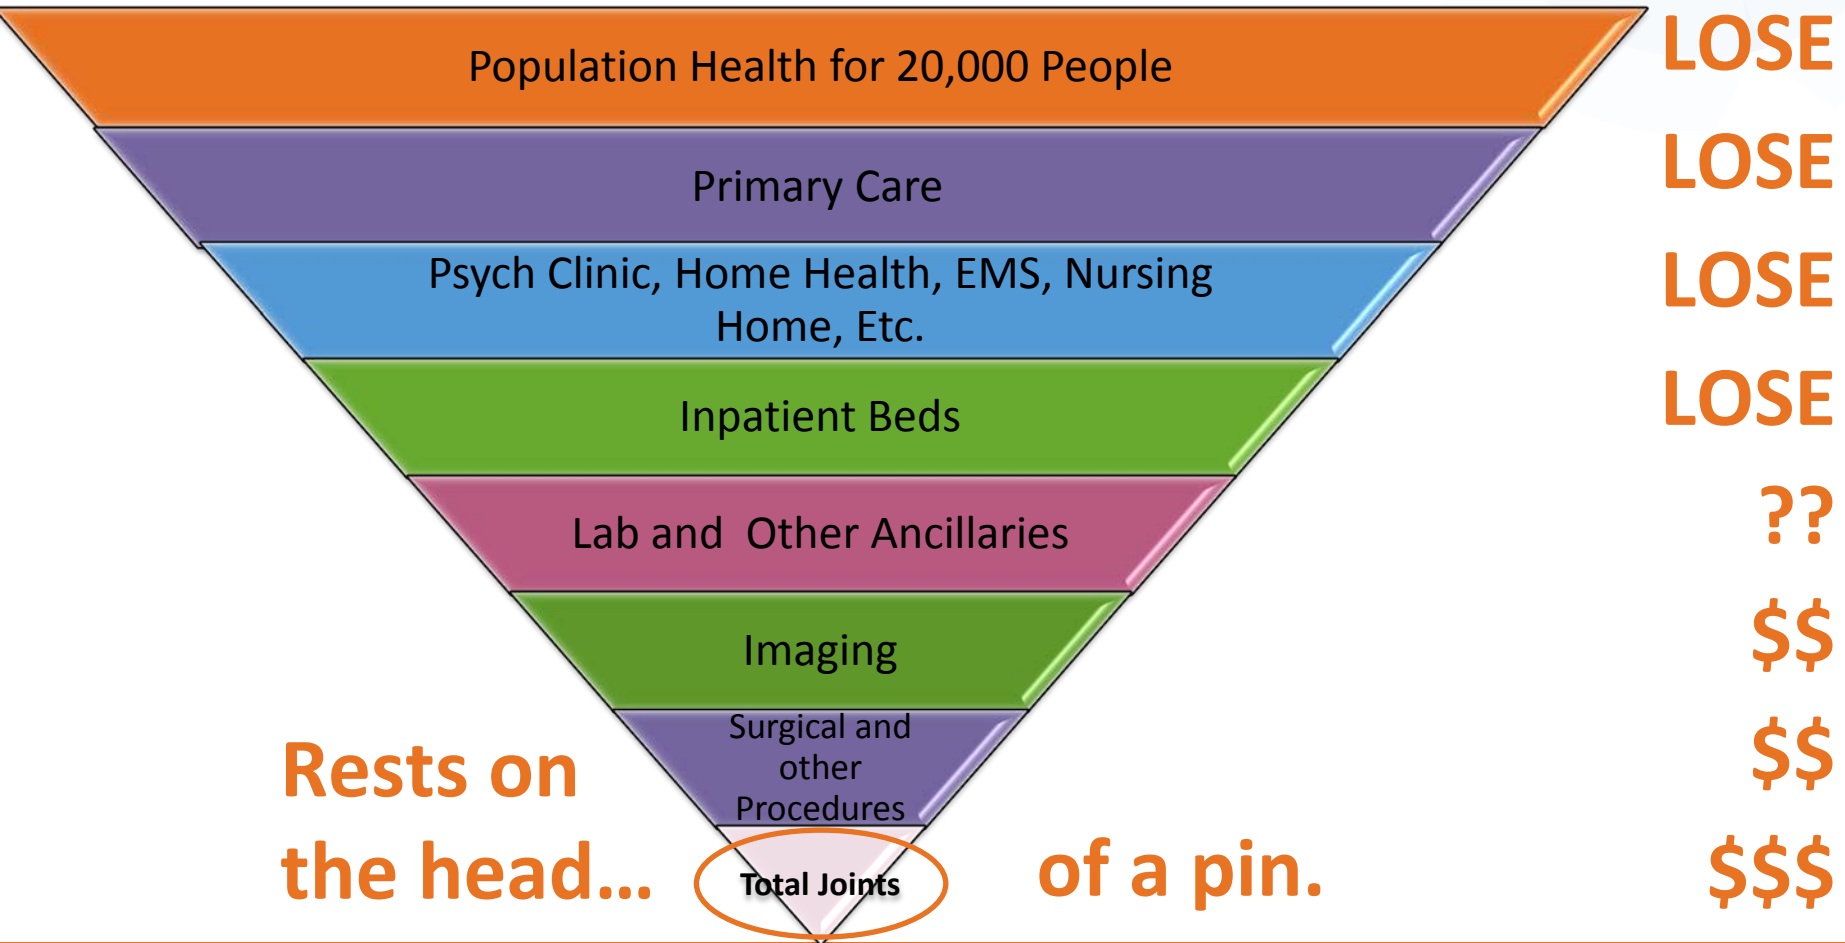 Population Health for 20,000 People
LOSE
Primary Care
LOSE
Psych Clinic, Home Health, EMS, Nursing
Home, Etc.
LOSE
Inpatient Beds
LOSE
Lab and  Other Ancillaries
??
Imaging
$$
Surgical and
other
Procedures
$$
Rests on
the head...
Total Joints
of a pin.
$$$